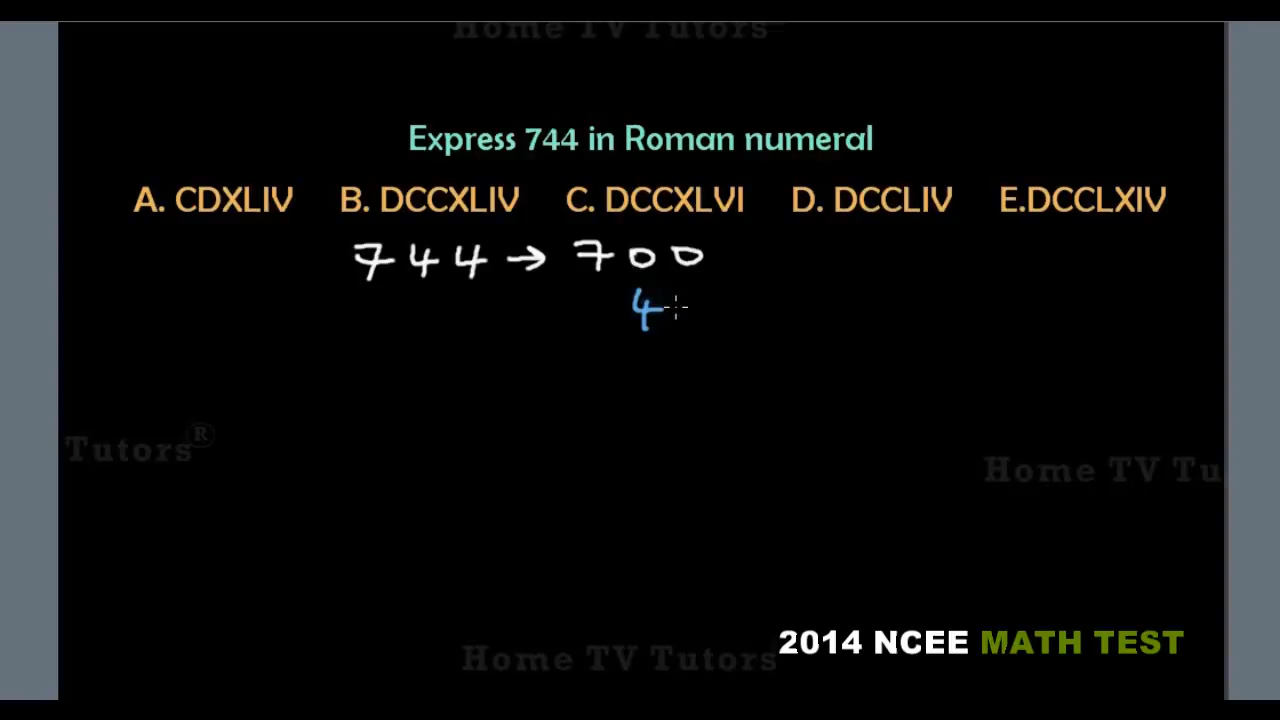 Home TV Tutors
Express 744 in Roman numeral
A. CDXLIV B. DCCXLIV C. DCCXLVI D. DCCLIV E.DCCLXIV
744 → 700
4
Tutors®
Home TV Tu
2014 NCEE MATH TEST
Home TV Tutors